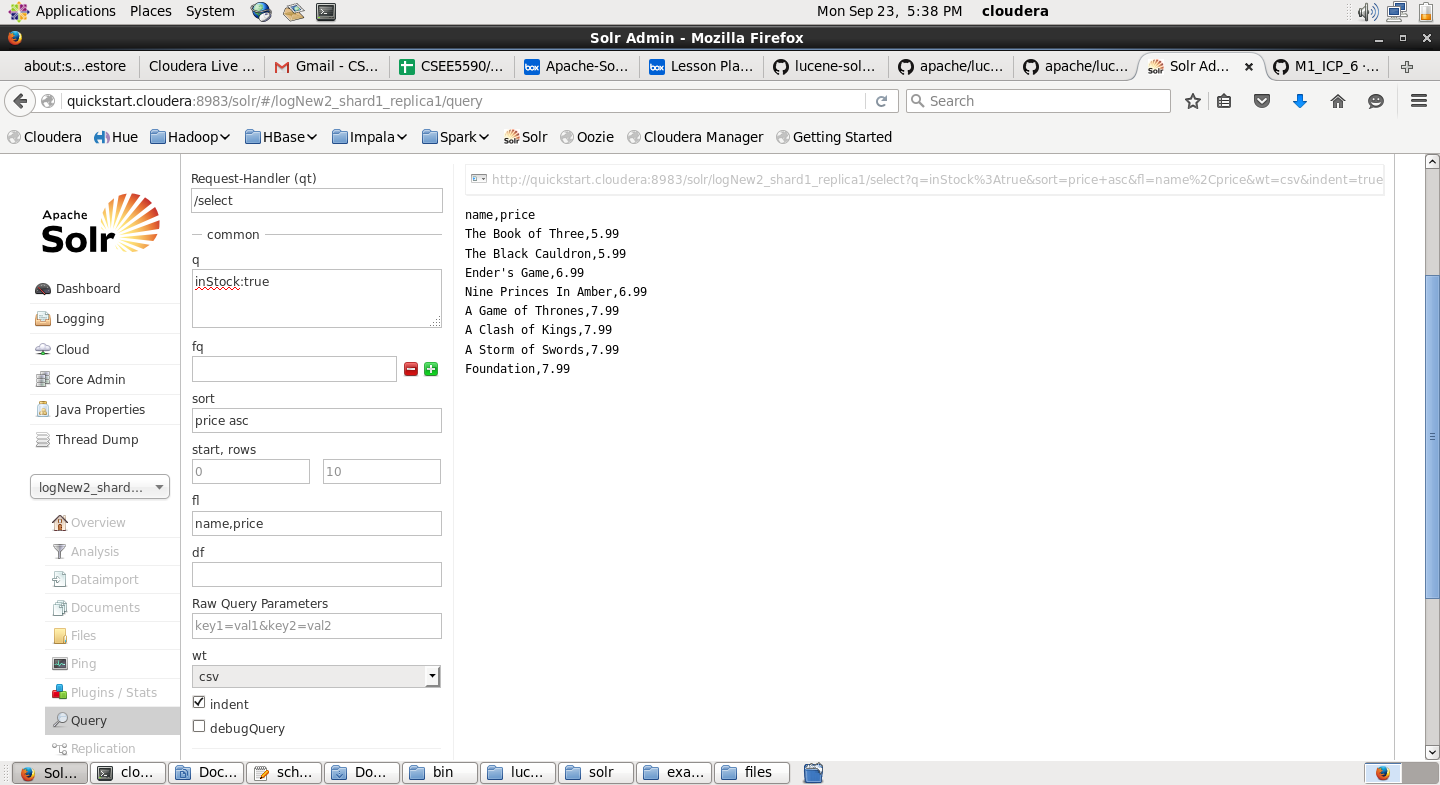 Applications Places System Mon Sep 23, 5:38 PM cloudera
Solr Admin - Mozilla Firefox
about:s...estore Cloudera Live ... Gmail - CS... CSEE5590/... Apache-So... Lesson Pla... lucene-sol... apache/luc... apache/luc... Solr Ad... M1_ICP_6 ·...
quickstart.cloudera:8983/solr/#/logNew2_shard1_replica1/query Search
Cloudera Hue Hadoop HBase Impala Spark Solr Oozie Cloudera Manager Getting Started
Apache
Solr
Dashboard
Logging
Cloud
Core Admin
Java Properties
Thread Dump
logNew2_shard...
Overview
Analysis
Dataimport
Documents
Files
Ping
Plugins / Stats
Query
Replication
Request-Handler (qt)
/select
common
q
inStock:true
fq
sort
price asc
start, rows
0 10
fl
name,price
df
Raw Query Parameters
key1=val1&key2=val2
wt
csv
indent
debugQuery
http://quickstart.cloudera:8983/solr/logNew2_shard1_replica1/select?q=inStock%3Atrue&sort=price+asc&fl=name%2Cprice&wt=csv&indent=true
name,price
The Book of Three,5.99
The Black Cauldron,5.99
Ender's Game,6.99
Nine Princes In Amber,6.99
A Game of Thrones,7.99
A Clash of Kings,7.99
A Storm of Swords,7.99
Foundation,7.99
Sol... clo... Doc... sch... Do... bin luc... solr exa... files